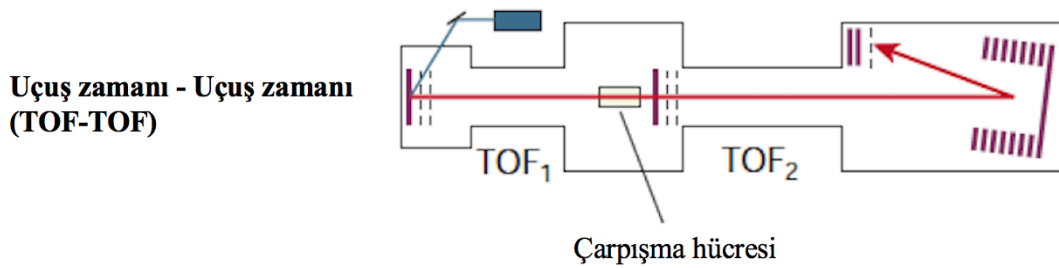 Uçuş zamanı - Uçuş zamanı
(TOF-TOF)
TOF₁
TOF₂
Çarpışma hücresi